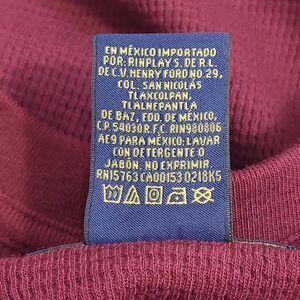 EN MÉXICO IMPORTADO
POR: RINPLAY S. DE R.L.
DE C.V. HENRY FORD NO. 29,
COL. SAN NICOLÁS
TLAXCOLPAN,
TLALNEPANTLA
DE BAZ, EDO. DE MÉXICO,
C.P. 54030 R.F.C RIN980806
AE9 PARA MÉXICO: LAVAR
CON DETERGENTE O
JABÓN. NO EXPRIMIR
RN15763 CA00153 0218K5